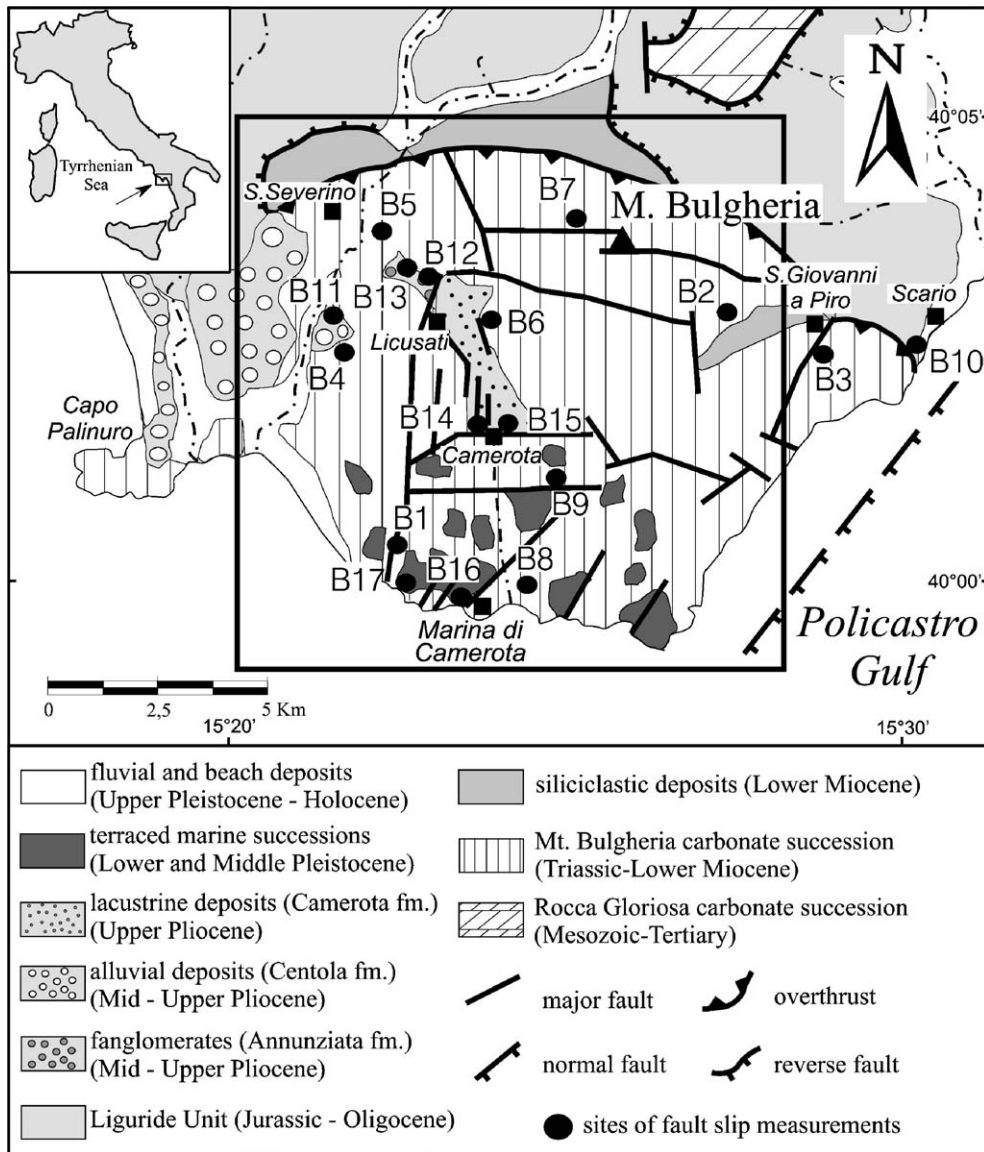 Tyrrhenian
Sea
N
40°05'
S.Severino
B5
B7
M. Bulgheria
B12
B11
B13
B2
S.Giovanni
a Piro
Scario
B6
Licusati
B4
B3
B10
Capo
Palinuro
B14
B15
Camerota
B9
B1
B17
B16
B8
40°00'
Marina di
Camerota
Policastro
Gulf
0
2,5
5 Km
15°20'
15°30'
fluvial and beach deposits
(Upper Pleistocene - Holocene)
terraced marine successions
(Lower and Middle Pleistocene)
lacustrine deposits (Camerota fm.)
(Upper Pliocene)
alluvial deposits (Centola fm.)
(Mid - Upper Pliocene)
fanglomerates (Annunziata fm.)
(Mid - Upper Pliocene)
Liguride Unit (Jurassic - Oligocene)
siliciclastic deposits (Lower Miocene)
Mt. Bulgheria carbonate succession
(Triassic-Lower Miocene)
Rocca Gloriosa carbonate succession
(Mesozoic-Tertiary)
major fault
overthrust
normal fault
reverse fault
sites of fault slip measurements